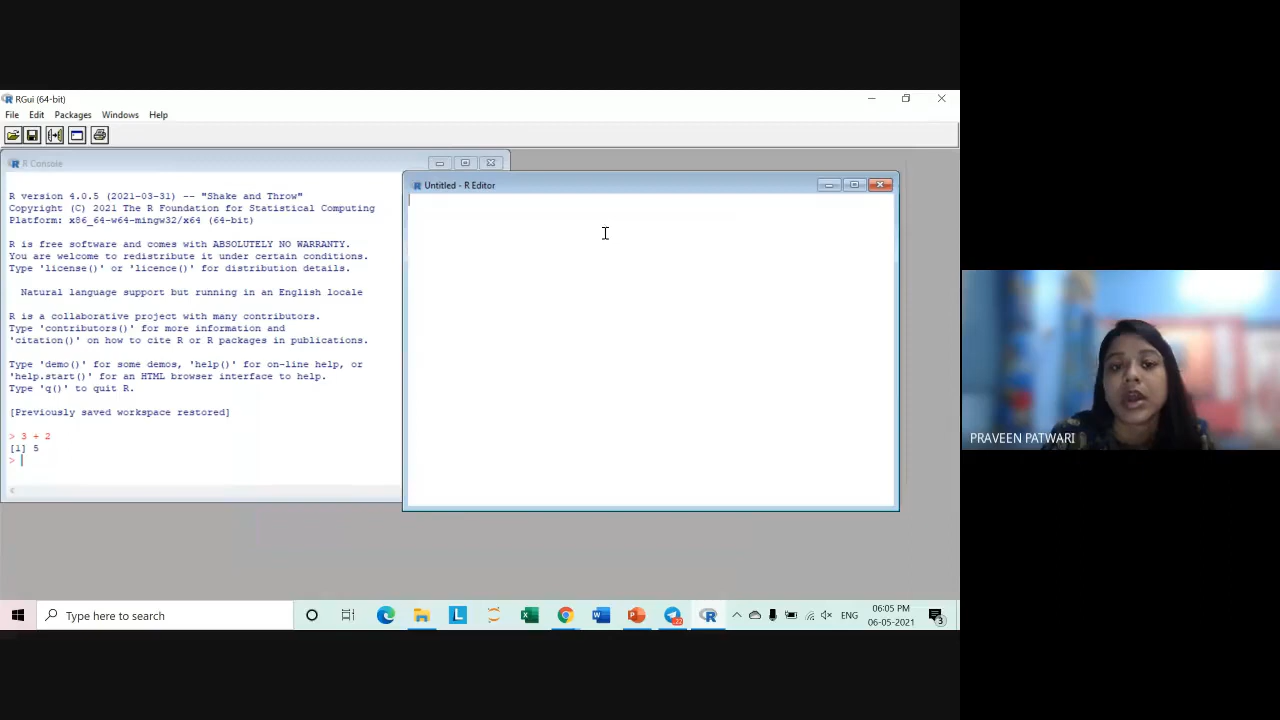 RGui (64-bit)
File Edit Packages Windows Help
R Console
R version 4.0.5 (2021-03-31) -- "Shake and Throw"
Copyright (C) 2021 The R Foundation for Statistical Computing
Platform: x86_64-w64-mingw32/x64 (64-bit)
R is free software and comes with ABSOLUTELY NO WARRANTY.
You are welcome to redistribute it under certain conditions.
Type 'license()' or 'licence()' for distribution details.
Natural language support but running in an English locale
R is a collaborative project with many contributors.
Type 'contributors()' for more information and
'citation()' on how to cite R or R packages in publications.
Type 'demo()' for some demos, 'help()' for on-line help, or
'help.start()' for an HTML browser interface to help.
Type 'q()' to quit R.
[Previously saved workspace restored]
> 3 + 2
[1] 5
>
Untitled - R Editor
PRAVEEN PATWARI
Type here to search
ENG
06:05 PM
06-05-2021
3